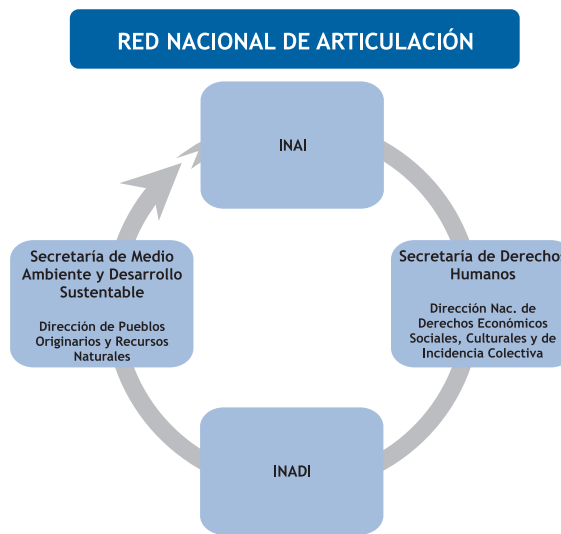 RED NACIONAL DE ARTICULACIÓN
INAI
Secretaría de Medio
Ambiente y Desarrollo
Sustentable
Dirección de Pueblos
Originarios y Recursos
Naturales
Secretaría de Derechos
Humanos
Dirección Nac. de
Derechos Económicos
Sociales, Culturales y de
Incidencia Colectiva
INADI